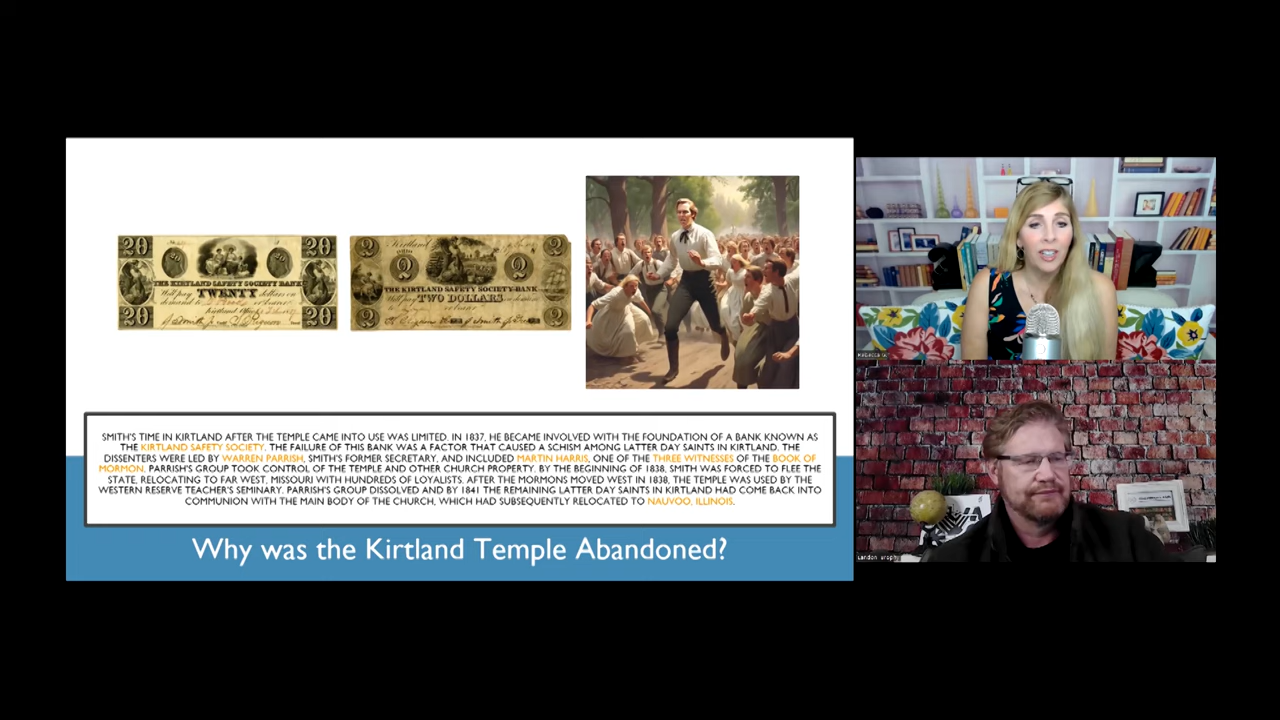 20 20
THE KIRTLAND SAFETY SOCIETY BANK
Will pay TWENTY dollars on
20 20
2 2
Kirtland
OHIO
2 2
THE KIRTLAND SAFETY SOCIETY BANK
Will pay TWO DOLLARS
2 2
SMITH'S TIME IN KIRTLAND AFTER THE TEMPLE CAME INTO USE WAS LIMITED. IN 1837, HE BECAME INVOLVED WITH THE FOUNDATION OF A BANK KNOWN AS
THE KIRTLAND SAFETY SOCIETY. THE FAILURE OF THIS BANK WAS A FACTOR THAT CAUSED A SCHISM AMONG LATTER DAY SAINTS IN KIRTLAND. THE
DISSENTERS WERE LED BY WARREN PARRISH, SMITH'S FORMER SECRETARY, AND INCLUDED MARTIN HARRIS, ONE OF THE THREE WITNESSES OF THE BOOK OF
MORMON. PARRISH'S GROUP TOOK CONTROL OF THE TEMPLE AND OTHER CHURCH PROPERTY. BY THE BEGINNING OF 1838, SMITH WAS FORCED TO FLEE THE
STATE, RELOCATING TO FAR WEST, MISSOURI WITH HUNDREDS OF LOYALISTS. AFTER THE MORMONS MOVED WEST IN 1838, THE TEMPLE WAS USED BY THE
WESTERN RESERVE TEACHER'S SEMINARY. PARRISH'S GROUP DISSOLVED AND BY 1841 THE REMAINING LATTER DAY SAINTS IN KIRTLAND HAD COME BACK INTO
COMMUNION WITH THE MAIN BODY OF THE CHURCH, WHICH HAD SUBSEQUENTLY RELOCATED TO NAUVOO, ILLINOIS.
Why was the Kirtland Temple Abandoned?